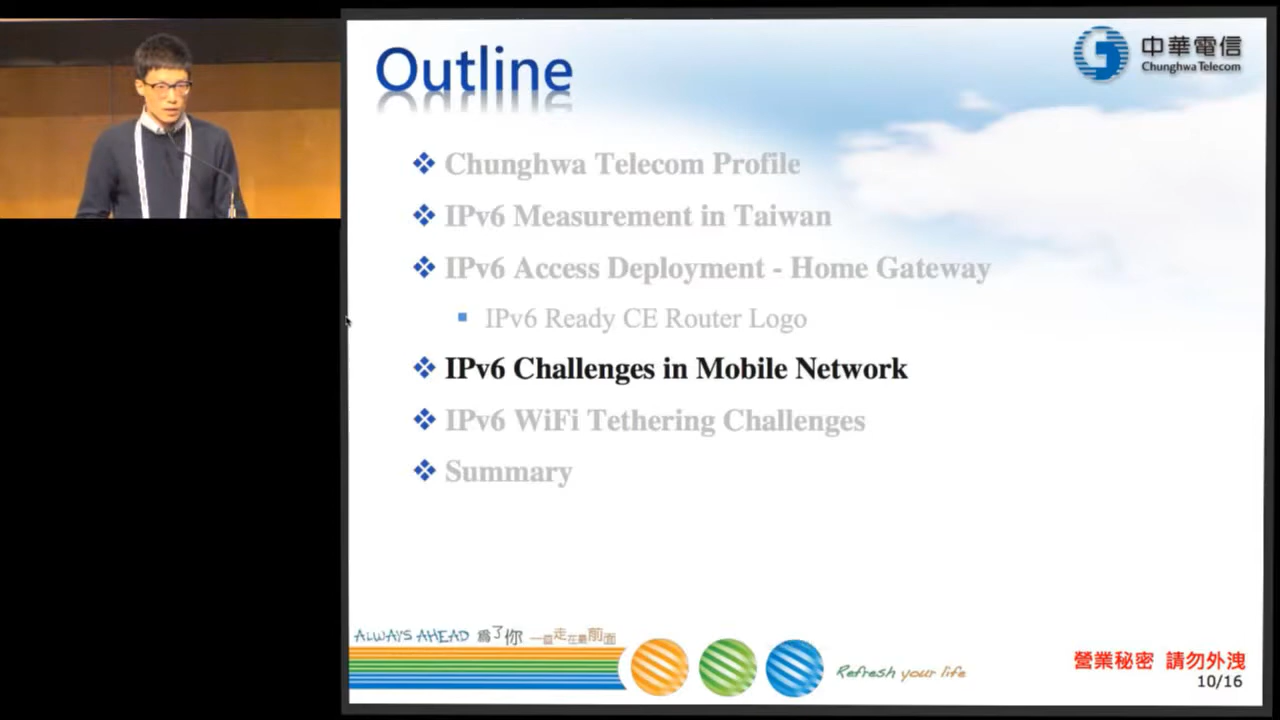 Outline
中華電信
Chunghwa Telecom
Chunghwa Telecom Profile
IPv6 Measurement in Taiwan
IPv6 Access Deployment - Home Gateway
IPv6 Ready CE Router Logo
IPv6 Challenges in Mobile Network
IPv6 WiFi Tethering Challenges
Summary
ALWAYS AHEAD 為了你 一直走在最前面
Refresh your life
營業秘密 請勿外洩
10/16